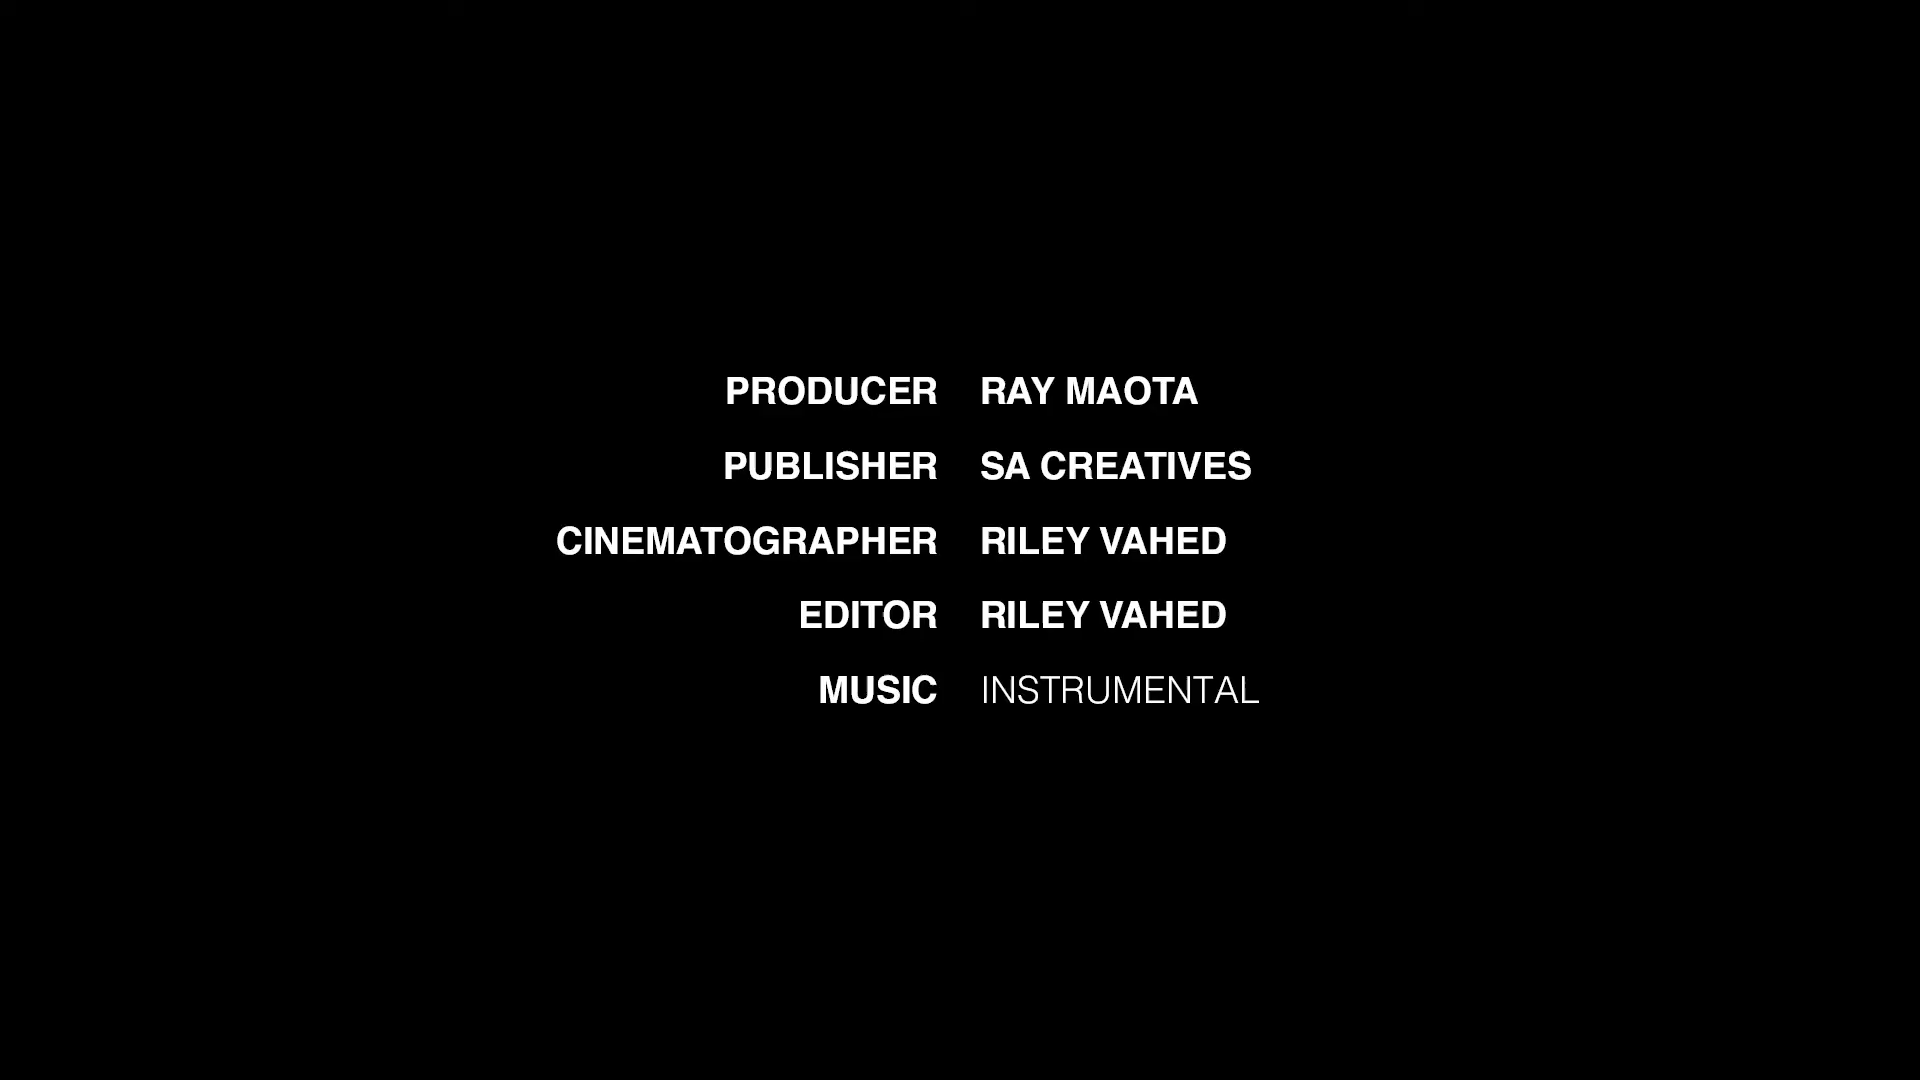 PRODUCER RAY MAOTA
PUBLISHER SA CREATIVES
CINEMATOGRAPHER RILEY VAHED
EDITOR RILEY VAHED
MUSIC INSTRUMENTAL